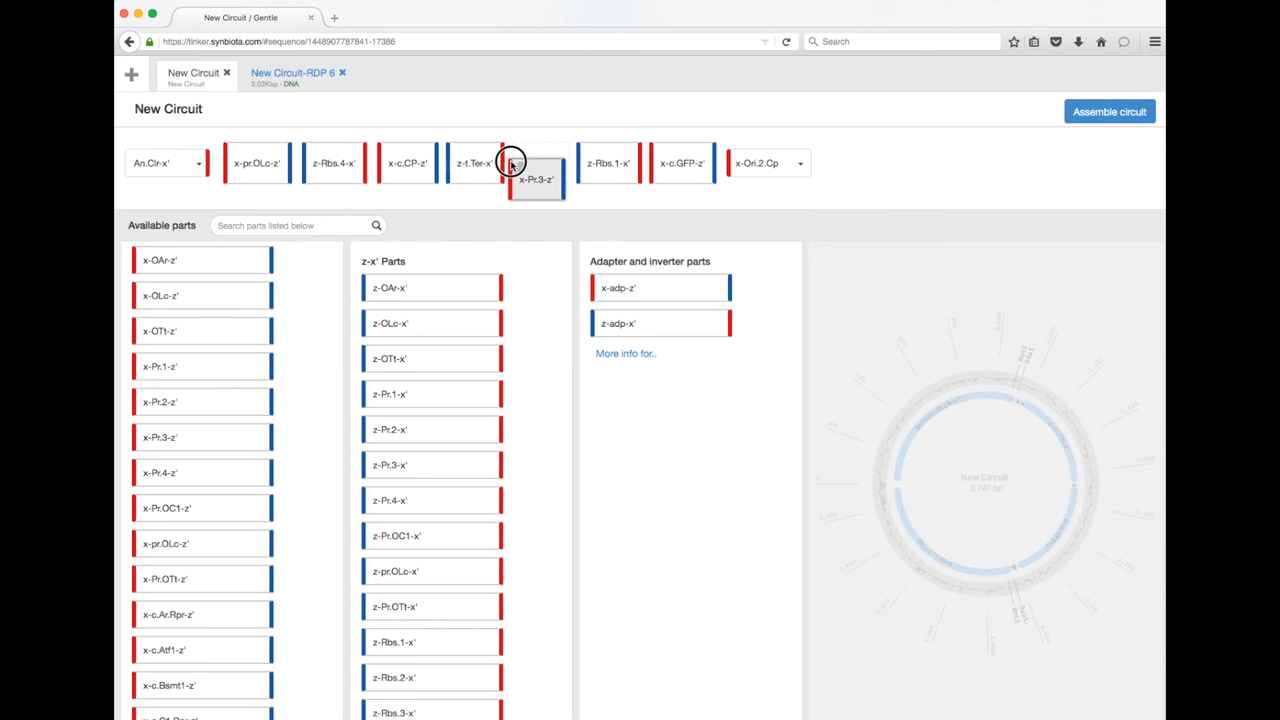 New Circuit / Gentle
https://tinker.synbiota.com/#sequence/1448907787841-17386
Search
New Circuit
New Circuit
New Circuit-RDP 6
3.02Kbp - DNA
New Circuit
Assemble circuit
An.Clr-x'
x-pr.OLc-z'
z-Rbs.4-x'
x-c.CP-z'
z-t.Ter-x'
x-Pr.3-z'
z-Rbs.1-x'
x-c.GFP-z'
x-Ori.2.Cp
Available parts
Search parts listed below
x-OAr-z'
x-OLc-z'
x-OTt-z'
x-Pr.1-z'
x-Pr.2-z'
x-Pr.3-z'
x-Pr.4-z'
x-Pr.OC1-z'
x-pr.OLc-z'
x-Pr.OTt-z'
x-c.Ar.Rpr-z'
x-c.Atf1-z'
x-c.Bsmt1-z'
z-x' Parts
z-OAr-x'
z-OLc-x'
z-OTt-x'
z-Pr.1-x'
z-Pr.2-x'
z-Pr.3-x'
z-Pr.4-x'
z-Pr.OC1-x'
z-pr.OLc-x'
z-Pr.OTt-x'
z-Rbs.1-x'
z-Rbs.2-x'
z-Rbs.3-x'
Adapter and inverter parts
x-adp-z'
z-adp-x'
More info for..
New Circuit
3,740 bp